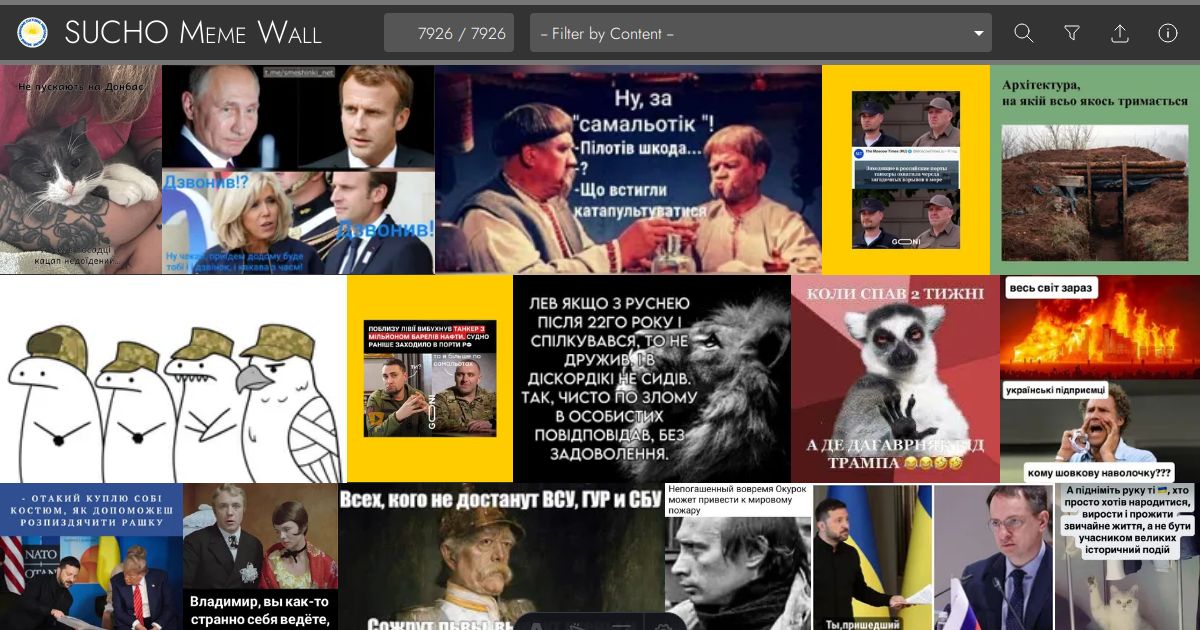 SUCHO Meme Wall
7926 / 7926
– Filter by Content –
Не пускають на Донбас
кацап недоїдений...
t.me/smeshinki_net
Дзвонив!?
Дзвонив!
Ну чекай, приїдем додому буде
тобі і дзвінок, і какава з чаєм!
Ну, за
"самальотік "!
-Пілотів шкода...
-?
-Що встигли
катапультуватися
The Moscow Times (RU)
GONI
Архітектура,
на якій всьо якось тримається
ПОБЛИЗУ ЛІВІЇ ВИБУХНУВ ТАНКЕР З
МІЛЬЙОНОМ БАРЕЛІВ НАФТИ. СУДНО
РАНІШЕ ЗАХОДИЛО В ПОРТИ РФ
ти?
то я більше по
самальотах
GONI
ЛЕВ ЯКЩО З РУСНЕЮ
ПІСЛЯ 22ГО РОКУ І
СПІЛКУВАВСЯ, ТО НЕ
ДРУЖИВ, І В
ДІСКОРДІКІ НЕ СИДІВ.
ТАК, ЧИСТО ПО ЗЛОМУ
В ОСОБИСТИХ
ПОВІДПОВІДАВ, БЕЗ
ЗАДОВОЛЕННЯ.
КОЛИ СПАВ 2 ТИЖНІ
А ДЕ ДАГАВРНЯК ВІД
ТРАМПА 😂😂🤣🤣
весь світ зараз
українські підприємці
кому шовкову наволочку???
- ОТАКИЙ КУПЛЮ СОБІ
КОСТЮМ, ЯК ДОПОМОЖЕШ
РОЗПИЗДЯЧИТИ РАШКУ
NATO
OTAN
Владимир, вы как-то
странно себя ведёте,
Всех, кого не достанут ВСУ, ГУР и СБУ
Сожрут львы,
Непогашенный вовремя Окурок
может привести к мировому
пожару
Ты,пришедший
А підніміть руку ті🇺🇦, хто
просто хотів народитися,
вирости і прожити
звичайне життя, а не бути
учасником великих
історичний подій